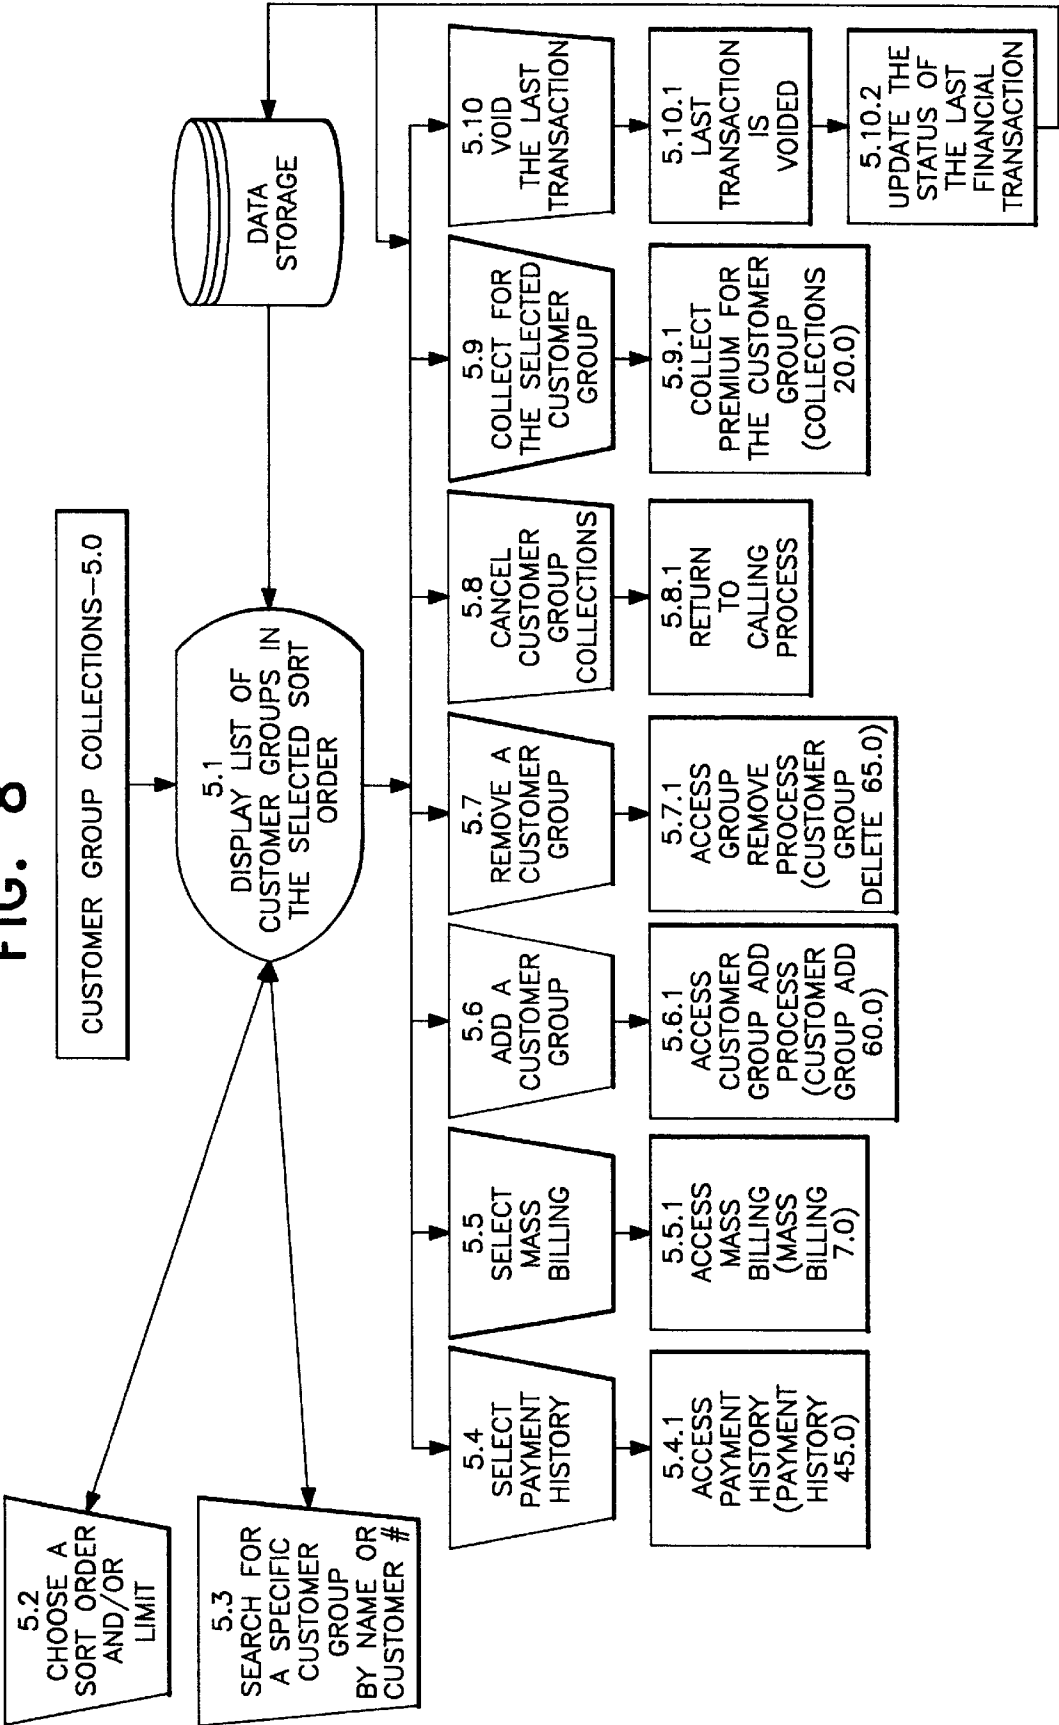 FIG. 8
CUSTOMER GROUP COLLECTIONS–5.0
5.1
DISPLAY LIST OF
CUSTOMER GROUPS IN
THE SELECTED SORT
ORDER
DATA
STORAGE
5.2
CHOOSE A
SORT ORDER
AND/OR
LIMIT
5.3
SEARCH FOR
A SPECIFIC
CUSTOMER
GROUP
BY NAME OR
CUSTOMER #
5.4
SELECT
PAYMENT
HISTORY
5.5
SELECT
MASS
BILLING
5.6
ADD A
CUSTOMER
GROUP
5.7
REMOVE A
CUSTOMER
GROUP
5.8
CANCEL
CUSTOMER
GROUP
COLLECTIONS
5.9
COLLECT FOR
THE SELECTED
CUSTOMER
GROUP
5.10
VOID
THE LAST
TRANSACTION
5.4.1
ACCESS
PAYMENT
HISTORY
(PAYMENT
HISTORY
45.0)
5.5.1
ACCESS
MASS
BILLING
(MASS
BILLING
7.0)
5.6.1
ACCESS
CUSTOMER
GROUP ADD
PROCESS
(CUSTOMER
GROUP ADD
60.0)
5.7.1
ACCESS
GROUP
REMOVE
PROCESS
(CUSTOMER
GROUP
DELETE 65.0)
5.8.1
RETURN
TO
CALLING
PROCESS
5.9.1
COLLECT
PREMIUM FOR
THE CUSTOMER
GROUP
(COLLECTIONS
20.0)
5.10.1
LAST
TRANSACTION
IS
VOIDED
5.10.2
UPDATE THE
STATUS OF
THE LAST
FINANCIAL
TRANSACTION